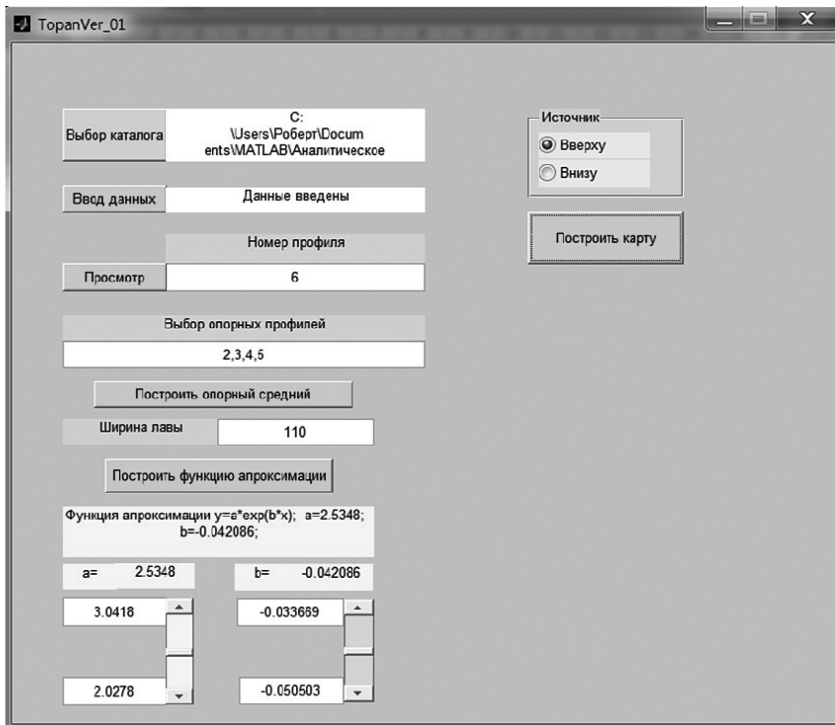 TopanVer_01
Выбор каталога
C:
\Users\Роберт\Docum
ents\MATLAB\Аналитическое
Ввод данных
Данные введены
Номер профиля
Просмотр
6
Выбор опорных профилей
2,3,4,5
Построить опорный средний
Ширина лавы
110
Построить функцию апроксимации
Функция апроксимации y=a*exp(b*x); a=2.5348;
b=-0.042086;
a= 2.5348
b= -0.042086
3.0418
-0.033669
2.0278
-0.050503
Источник
Вверху
Внизу
Построить карту